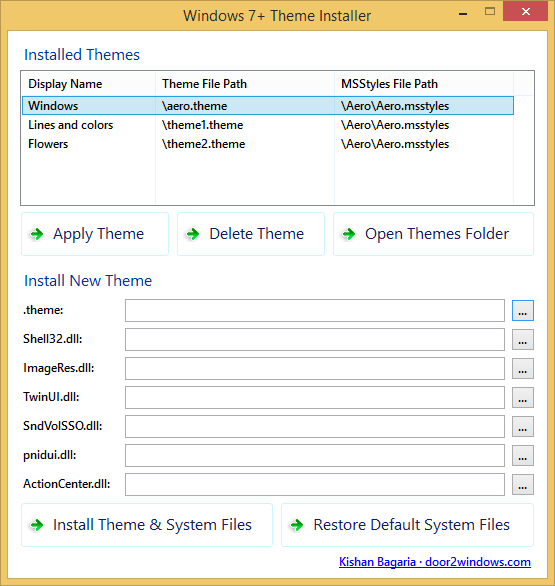 Windows 7+ Theme Installer
Installed Themes
Display Name Theme File Path MSStyles File Path
Windows \aero.theme \Aero\Aero.msstyles
Lines and colors \theme1.theme \Aero\Aero.msstyles
Flowers \theme2.theme \Aero\Aero.msstyles
Apply Theme Delete Theme Open Themes Folder
Install New Theme
.theme: ...
Shell32.dll: ...
ImageRes.dll: ...
TwinUI.dll: ...
SndVolSSO.dll: ...
pnidui.dll: ...
ActionCenter.dll: ...
Install Theme & System Files Restore Default System Files
Kishan Bagaria · door2windows.com